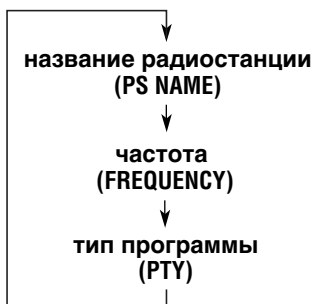 название радиостанции
(PS NAME)
частота
(FREQUENCY)
тип программы
(PTY)